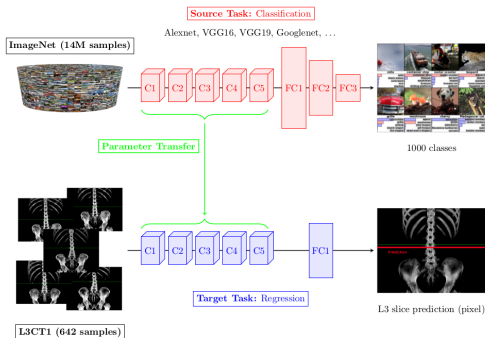 Source Task: Classification
Alexnet, VGG16, VGG19, Googlenet, ...
ImageNet (14M samples)
C1 C2 C3 C4 C5 FC1 FC2 FC3
1000 classes
Parameter Transfer
C1 C2 C3 C4 C5 FC1
Prediction
Target Task: Regression
L3 slice prediction (pixel)
L3CT1 (642 samples)